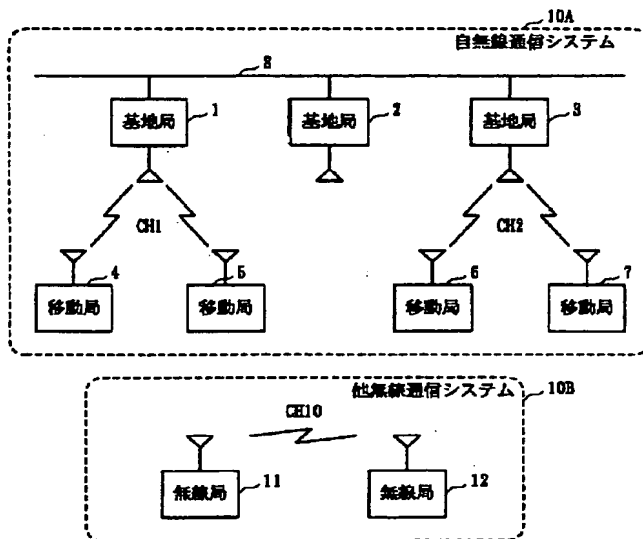 10A
自無線通信システム
8
1
2
3
基地局
基地局
基地局
CH1
CH2
4
5
6
7
移動局
移動局
移動局
移動局
他無線通信システム
10B
CH10
11
12
無線局
無線局